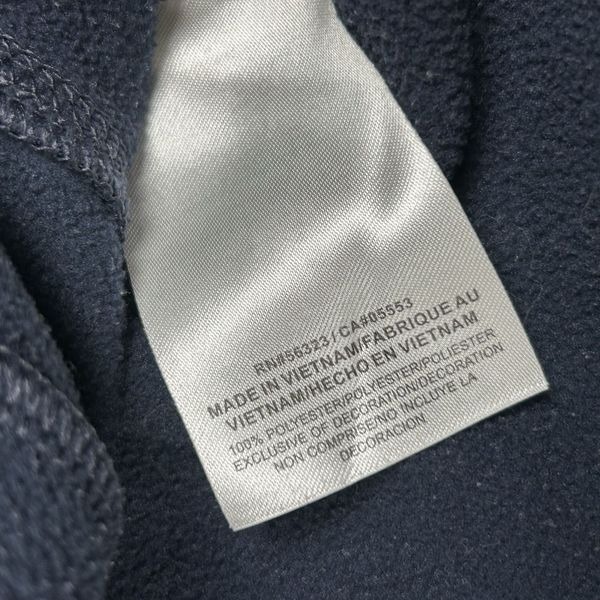 RN#56323 / CA#05553
MADE IN VIETNAM/FABRIQUE AU
VIETNAM/HECHO EN VIETNAM
100% POLYESTER/POLYESTER/POLIESTER
EXCLUSIVE OF DECORATION/DECORATION
NON COMPRISE/NO INCLUYE LA
DECORACION